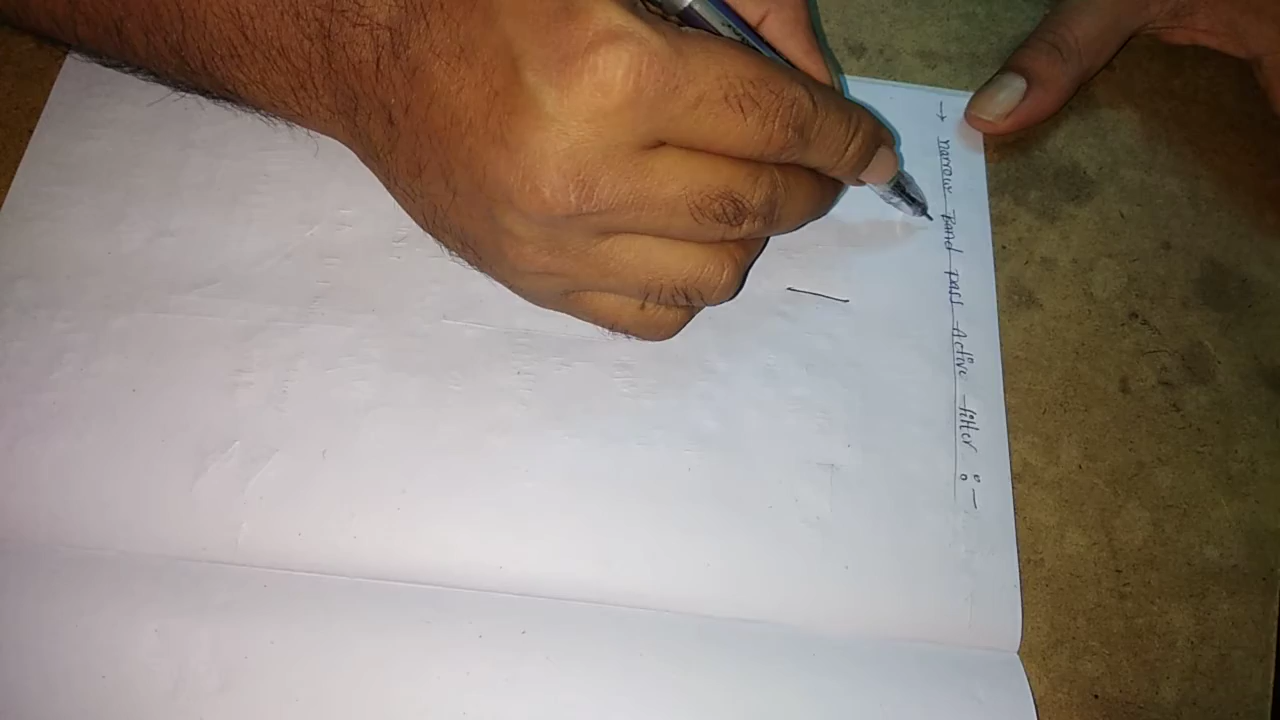 → narrow Band pass Active filter :-